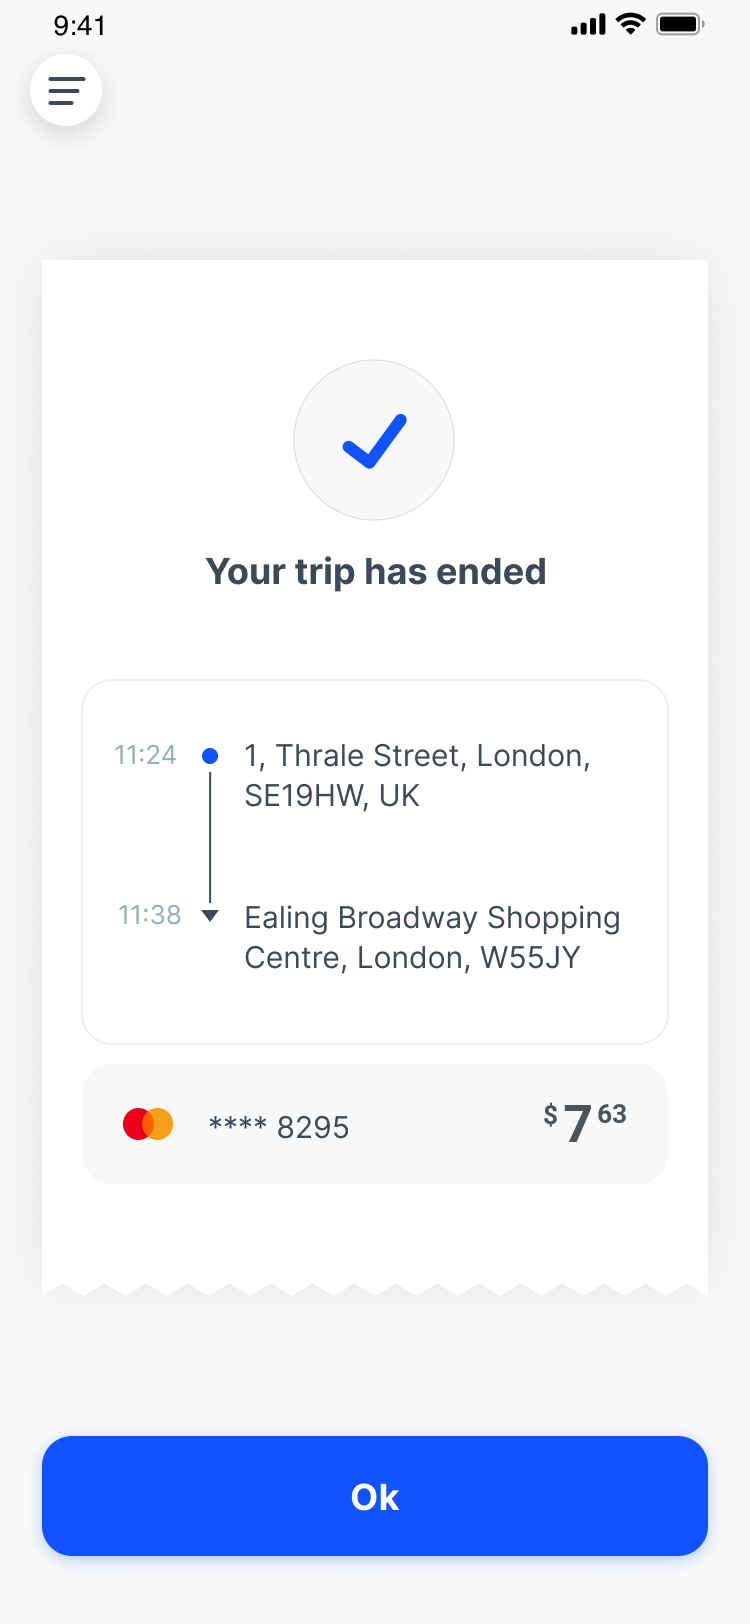 9:41
Your trip has ended
11:24 1, Thrale Street, London,
SE19HW, UK
11:38 Ealing Broadway Shopping
Centre, London, W55JY
**** 8295 $7 63
Ok